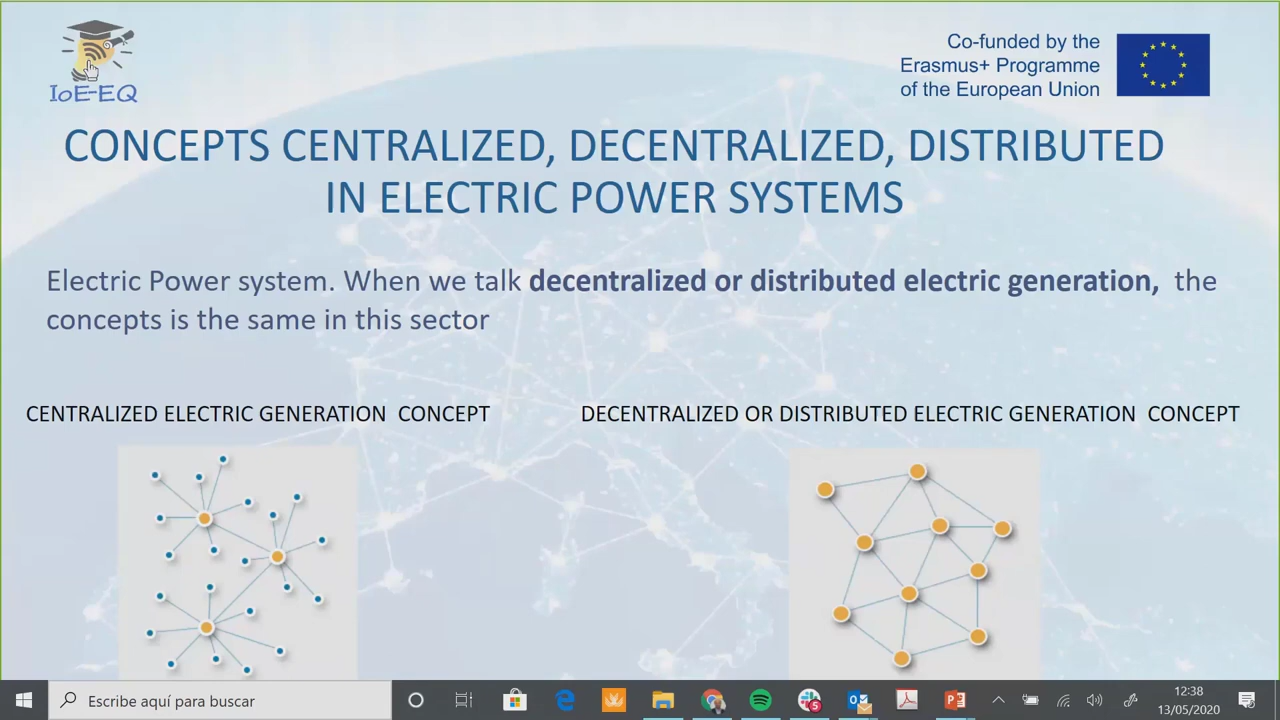 IoE-EQ
Co-funded by the
Erasmus+ Programme
of the European Union
CONCEPTS CENTRALIZED, DECENTRALIZED, DISTRIBUTED
IN ELECTRIC POWER SYSTEMS
Electric Power system. When we talk decentralized or distributed electric generation, the
concepts is the same in this sector
CENTRALIZED ELECTRIC GENERATION CONCEPT
DECENTRALIZED OR DISTRIBUTED ELECTRIC GENERATION CONCEPT
Escribe aquí para buscar
12:38
13/05/2020